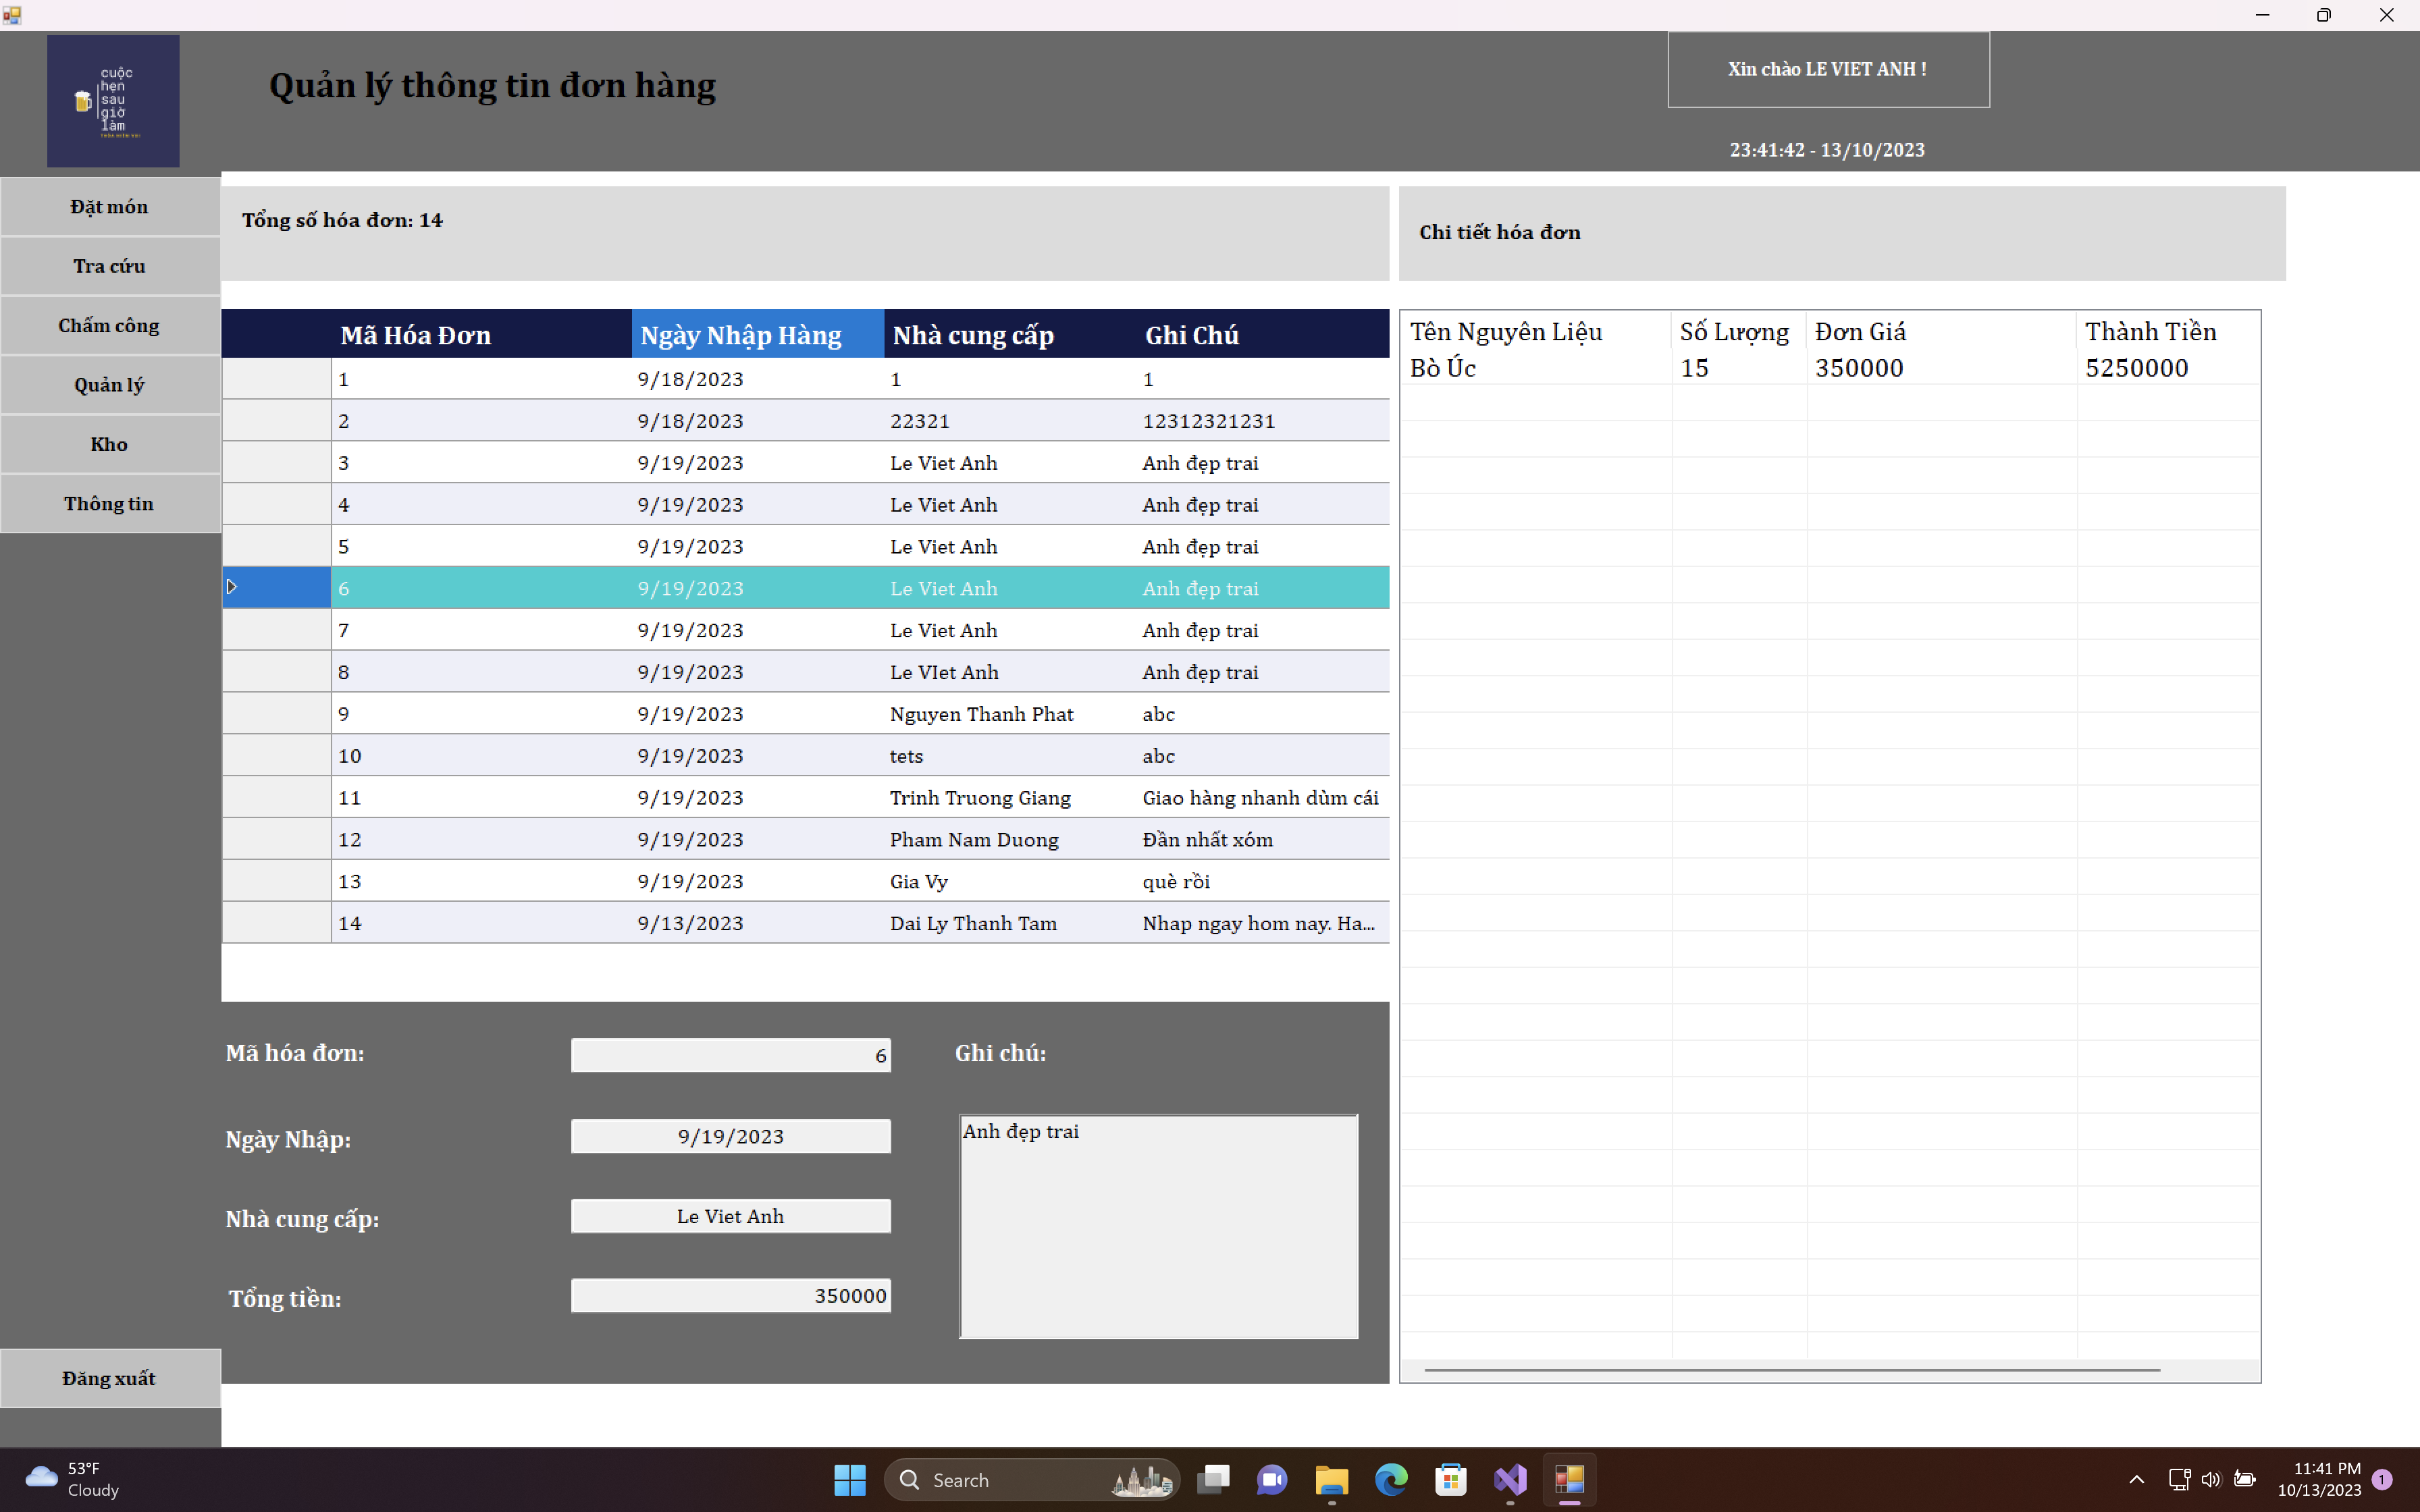 cuộc
hẹn
sau
giờ
làm
Quản lý thông tin đơn hàng
Xin chào LE VIET ANH !
23:41:42 - 13/10/2023
Đặt món
Tra cứu
Chấm công
Quản lý
Kho
Thông tin
Đăng xuất
Tổng số hóa đơn: 14
Mã Hóa Đơn Ngày Nhập Hàng Nhà cung cấp Ghi Chú
1 9/18/2023 1 1
2 9/18/2023 22321 12312321231
3 9/19/2023 Le Viet Anh Anh đẹp trai
4 9/19/2023 Le Viet Anh Anh đẹp trai
5 9/19/2023 Le Viet Anh Anh đẹp trai
6 9/19/2023 Le Viet Anh Anh đẹp trai
7 9/19/2023 Le Viet Anh Anh đẹp trai
8 9/19/2023 Le VIet Anh Anh đẹp trai
9 9/19/2023 Nguyen Thanh Phat abc
10 9/19/2023 tets abc
11 9/19/2023 Trinh Truong Giang Giao hàng nhanh dùm cái
12 9/19/2023 Pham Nam Duong Đần nhất xóm
13 9/19/2023 Gia Vy què rồi
14 9/13/2023 Dai Ly Thanh Tam Nhap ngay hom nay. Ha...
Chi tiết hóa đơn
Tên Nguyên Liệu Số Lượng Đơn Giá Thành Tiền
Bò Úc 15 350000 5250000
Mã hóa đơn: 6
Ngày Nhập: 9/19/2023
Nhà cung cấp: Le Viet Anh
Tổng tiền: 350000
Ghi chú:
Anh đẹp trai
53°F
Cloudy
Search
11:41 PM
10/13/2023
1